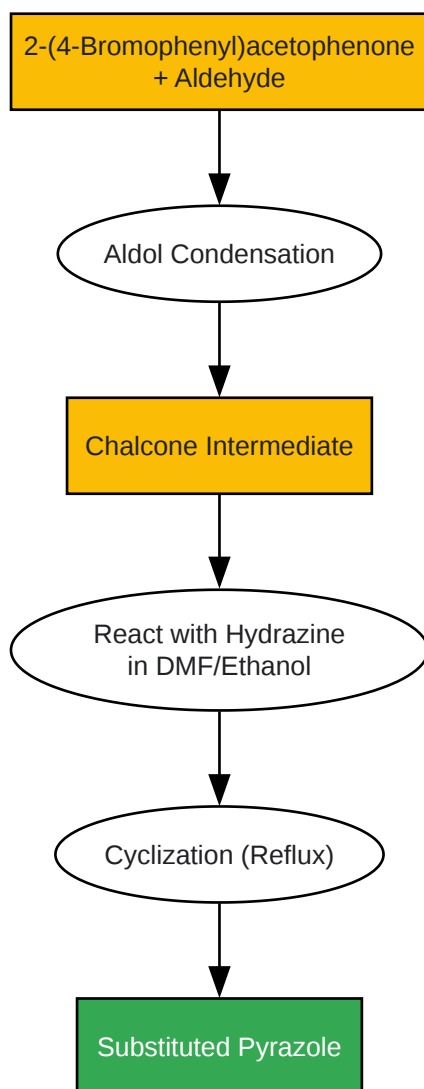 2-(4-Bromophenyl)acetophenone
+ Aldehyde
Aldol Condensation
Chalcone Intermediate
React with Hydrazine
in DMF/Ethanol
Cyclization (Reflux)
Substituted Pyrazole